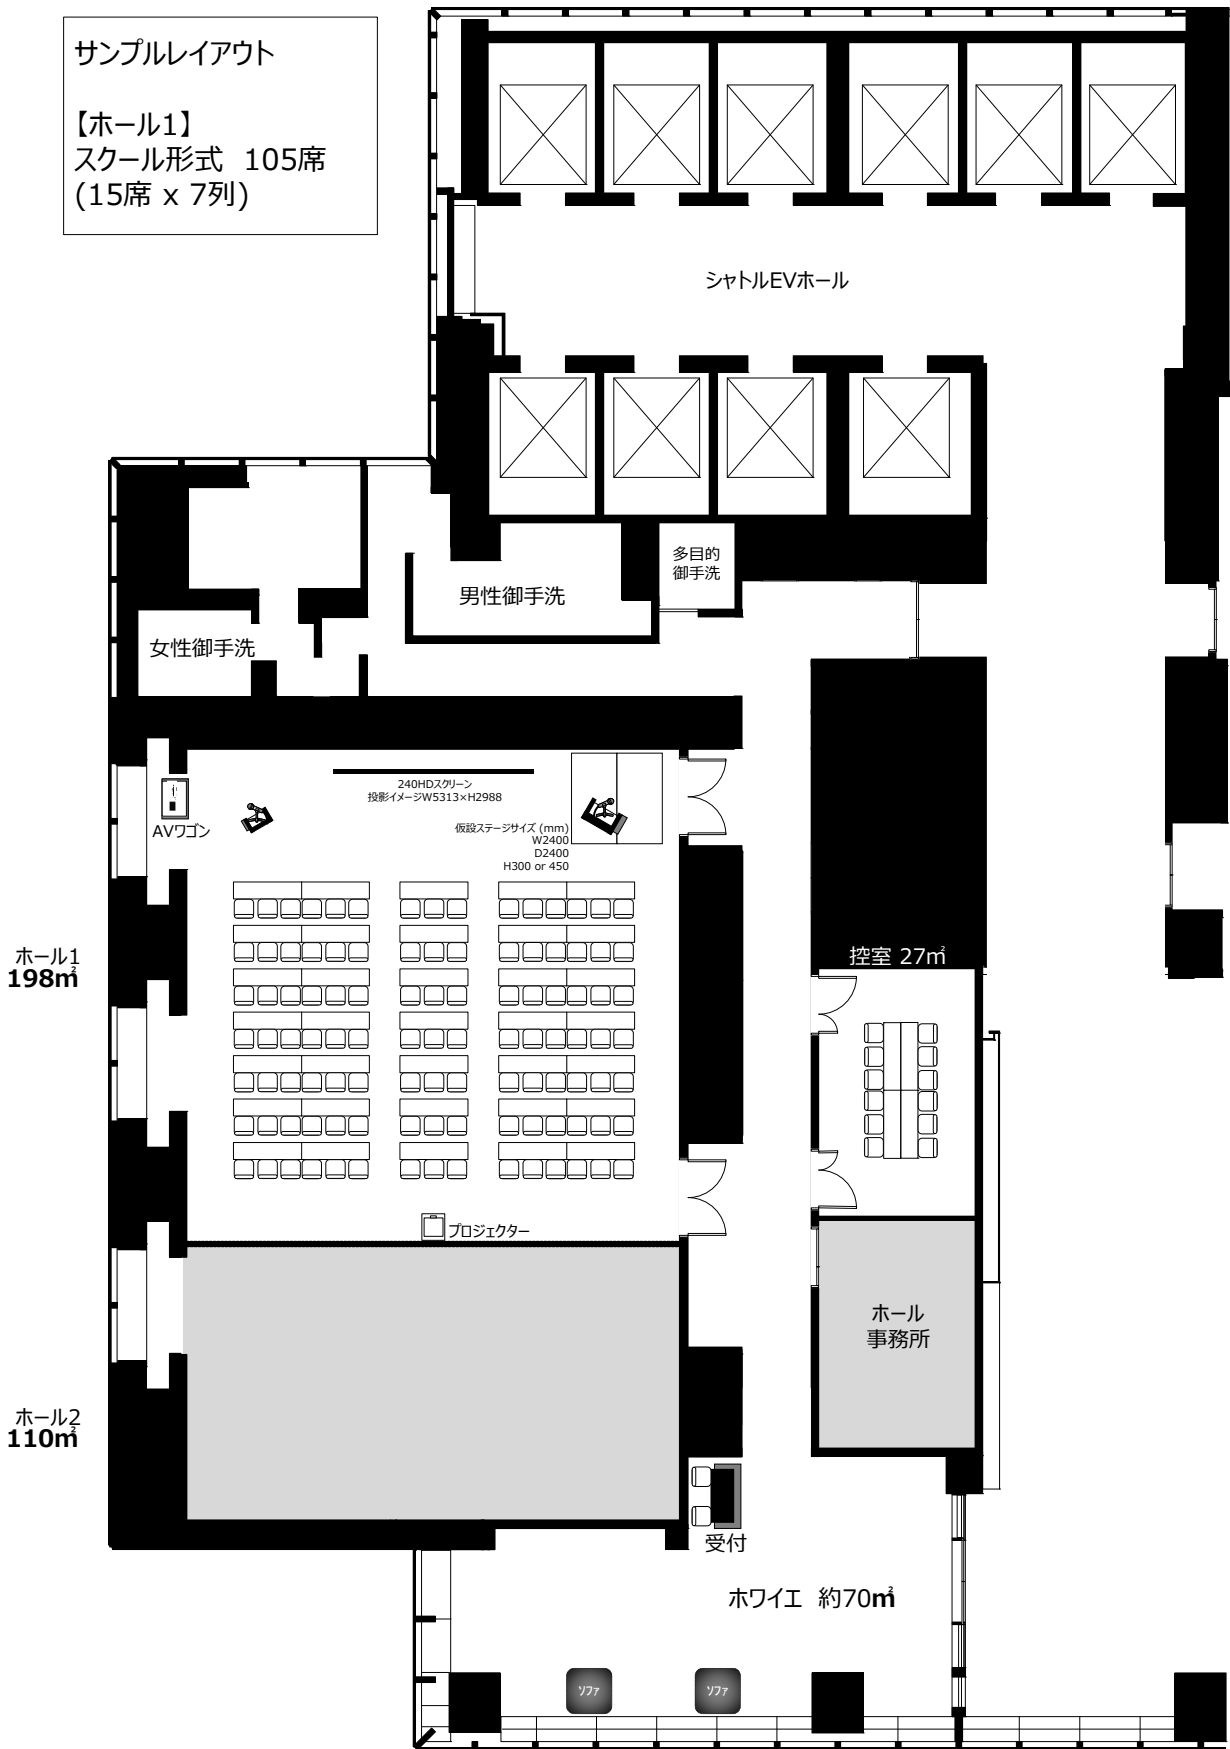 サンプルレイアウト
【ホール1】
スクール形式 105席
(15席 x 7列)
シャトルEVホール
多目的
御手洗
男性御手洗
女性御手洗
240HDスクリーン
投影イメージW5313×H2988
AVワゴン
仮設ステージサイズ (mm)
W2400
D2400
H300 or 450
ホール1
198㎡
控室 27㎡
プロジェクター
ホール
事務所
ホール2
110㎡
受付
ホワイエ 約70㎡
ソファ
ソファ